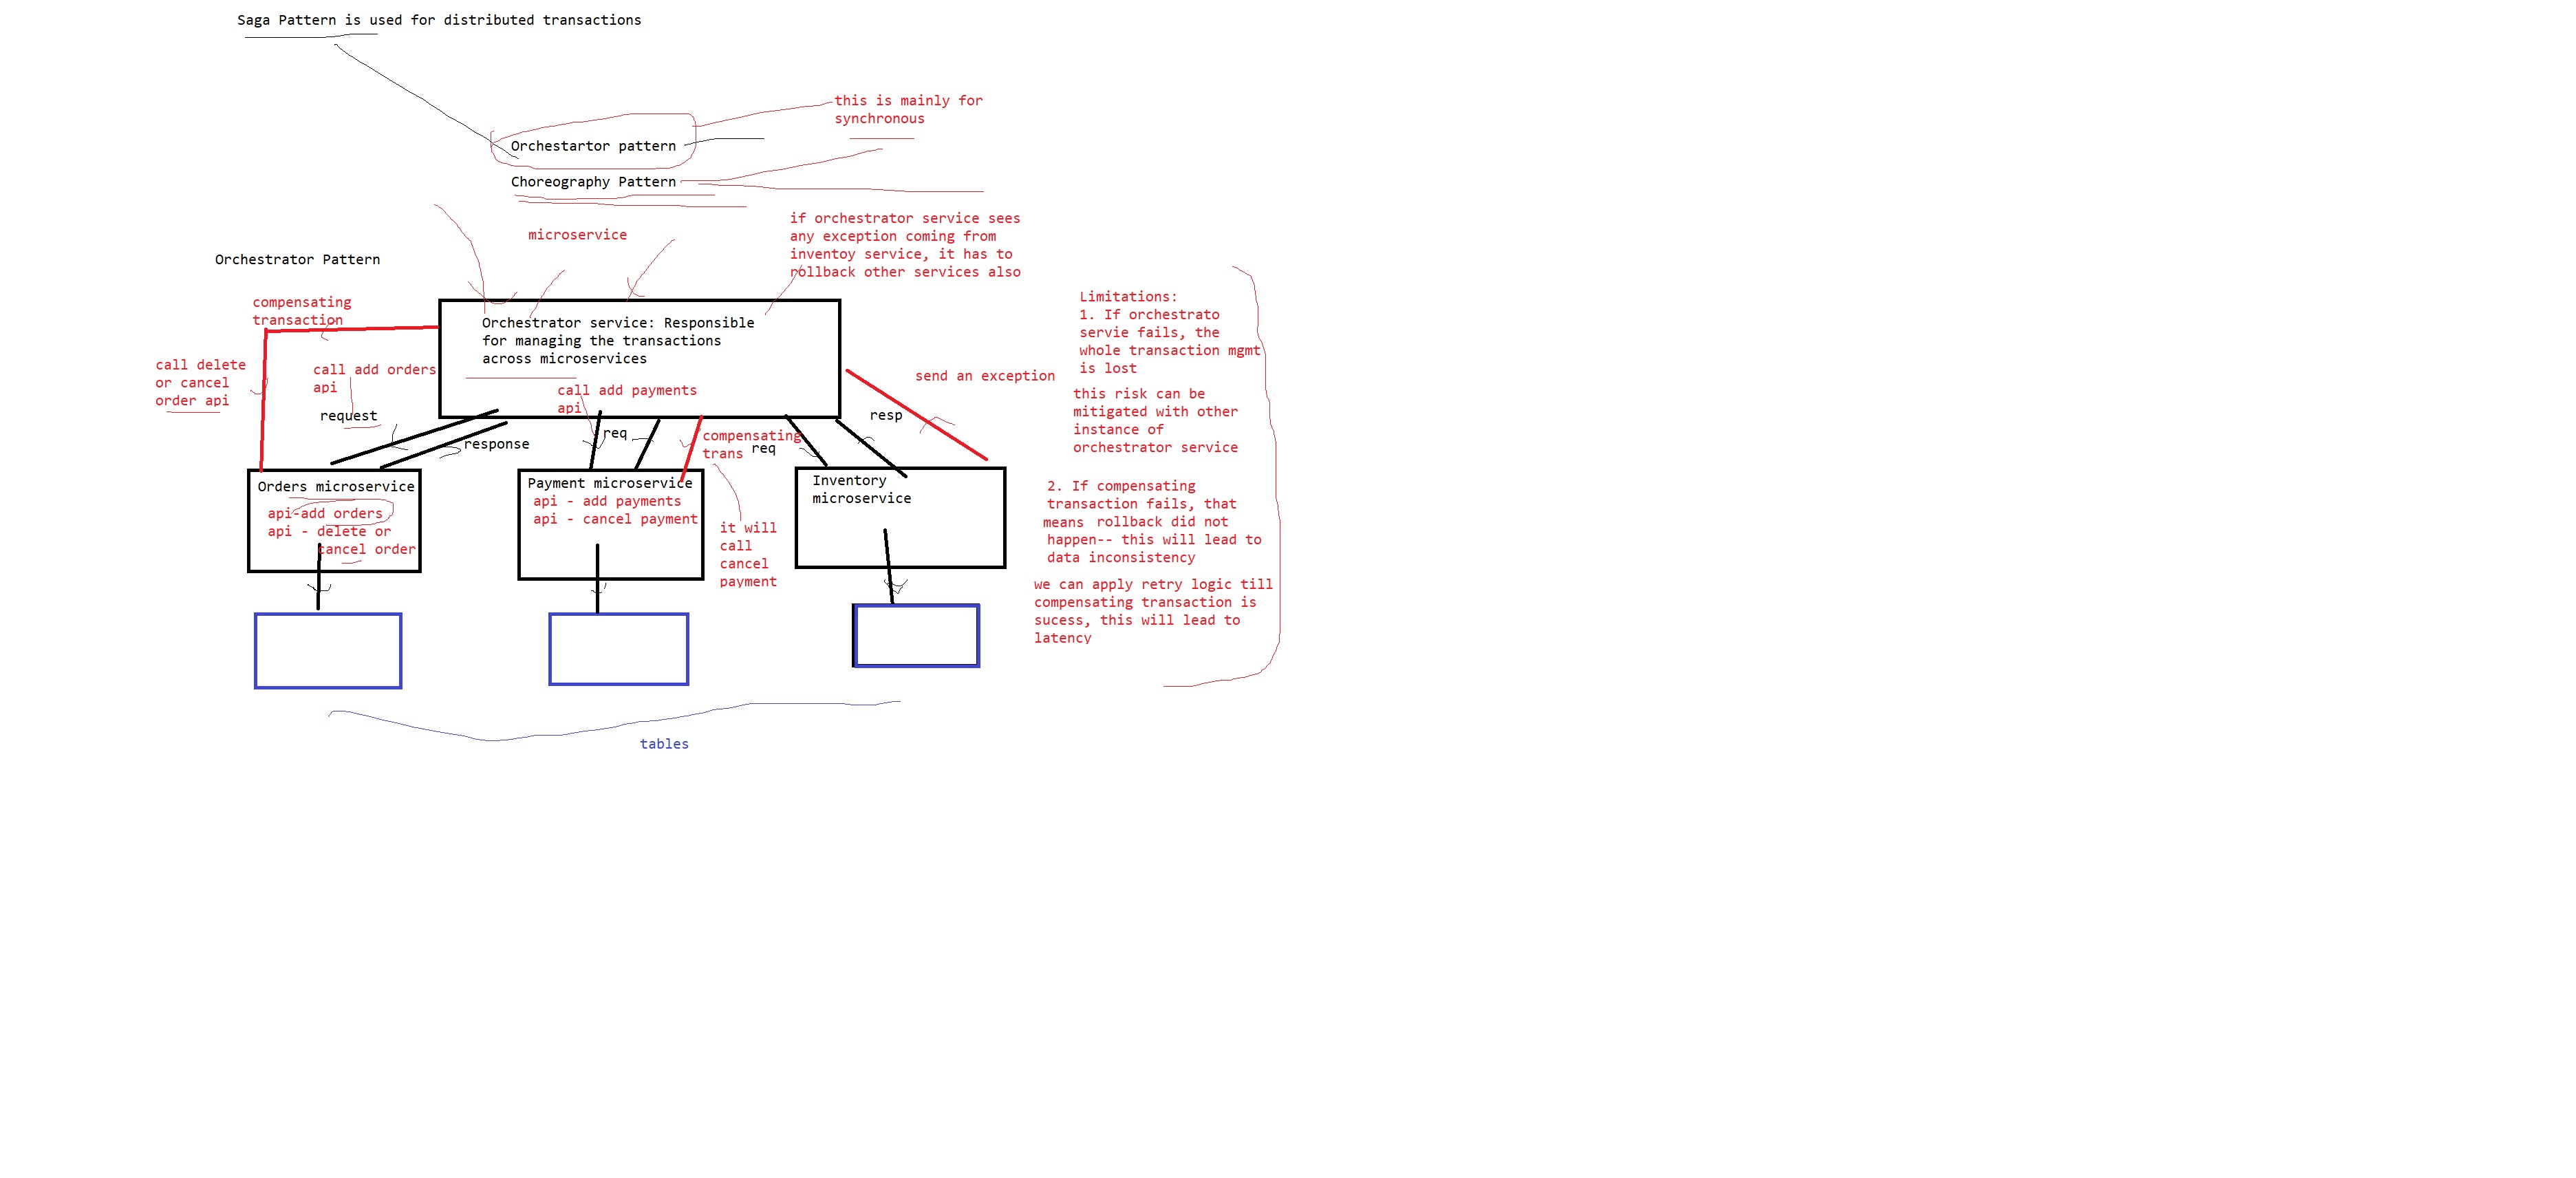 Saga Pattern is used for distributed transactions
this is mainly for
synchronous
Orchestartor pattern
Choreography Pattern
if orchestrator service sees
any exception coming from
inventoy service, it has to
rollback other services also
microservice
Orchestrator Pattern
compensating
transaction
Orchestrator service: Responsible
for managing the transactions
across microservices
call delete
or cancel
order api
call add orders
api
request
response
call add payments
api
req
compensating
trans
req
resp
send an exception
Orders microservice
api-add orders
api - delete or
cancel order
Payment microservice
api - add payments
api - cancel payment
it will
call
cancel
payment
Inventory
microservice
tables
Limitations:
1. If orchestrato
servie fails, the
whole transaction mgmt
is lost
this risk can be
mitigated with other
instance of
orchestrator service
2. If compensating
transaction fails, that
means rollback did not
happen-- this will lead to
data inconsistency
we can apply retry logic till
compensating transaction is
sucess, this will lead to
latency